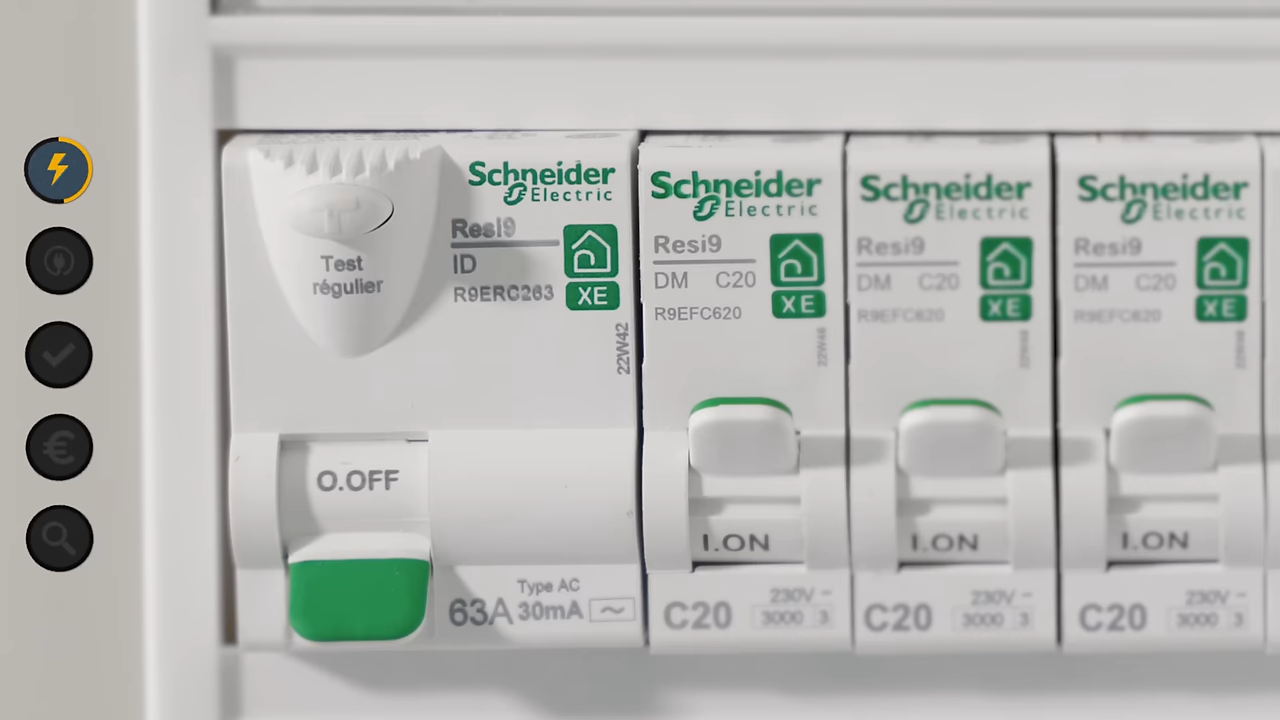 Schneider
Electric
Resi9
ID
R9ERC263
XE
22W42
T
Test
régulier
O.OFF
63A
Type AC
30mA
Schneider
Electric
Resi9
DM C20
R9EFC620
XE
22W46
I.ON
C20
230V~
3000 3
Schneider
Electric
Resi9
DM C20
R9EFC620
XE
I.ON
C20
230V~
3000 3
Schneider
Electric
Resi9
DM C20
R9EFC620
XE
I.ON
C20
230V~
3000 3
€